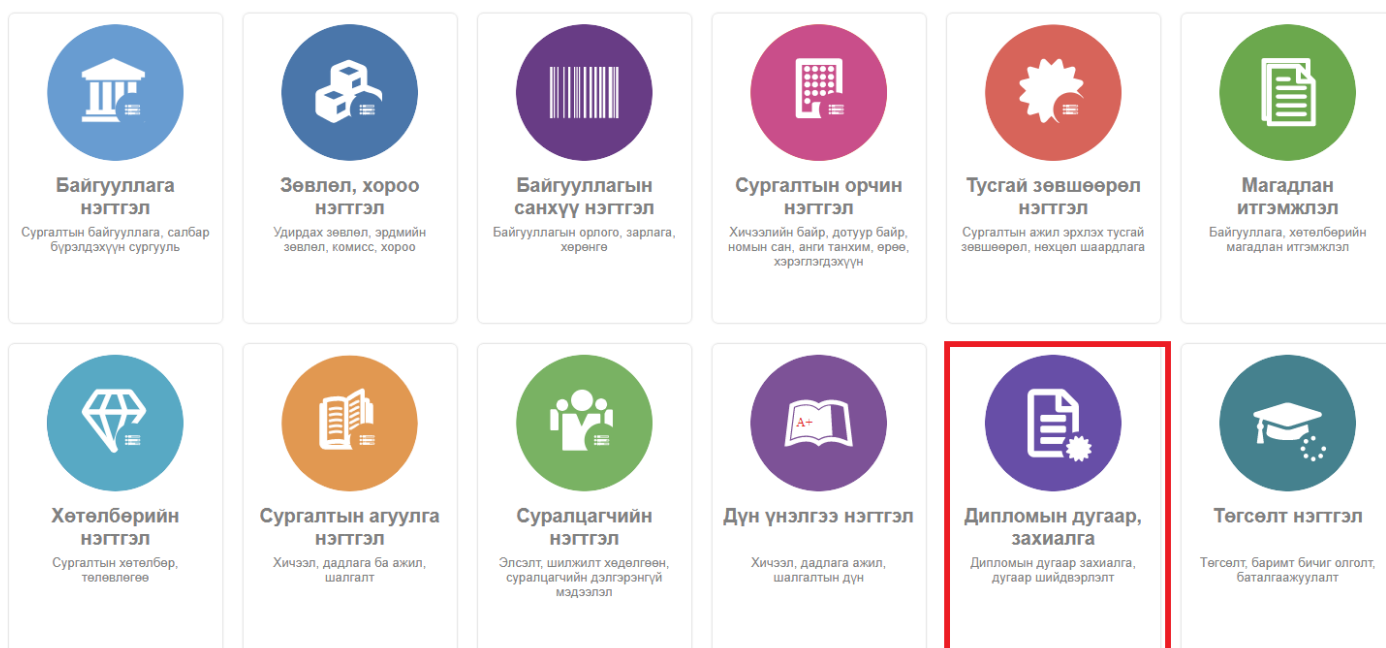 Байгууллага
нэгтгэл
Сургалтын байгууллага, салбар
бүрэлдэхүүн сургууль
Зөвлөл, хороо
нэгтгэл
Удирдах зөвлөл, эрдмийн
зөвлөл, комисс, хороо
Байгууллагын
санхүү нэгтгэл
Байгууллагын орлого, зарлага,
хөрөнгө
Сургалтын орчин
нэгтгэл
Хичээлийн байр, дотуур байр,
номын сан, анги танхим, өрөө,
хэрэглэгдэхүүн
Тусгай зөвшөөрөл
нэгтгэл
Сургалтын ажил эрхлэх тусгай
зөвшөөрөл, нөхцөл шаардлага
Магадлан
итгэмжлэл
Байгууллага, хөтөлбөрийн
магадлан итгэмжлэл
Хөтөлбөрийн
нэгтгэл
Сургалтын хөтөлбөр,
төлөвлөгөө
Сургалтын агуулга
нэгтгэл
Хичээл, дадлага ба ажил,
шалгалт
Суралцагчийн
нэгтгэл
Элсэлт, шилжилт хөдөлгөөн,
суралцагчийн дэлгэрэнгүй
мэдээлэл
A+
Дүн үнэлгээ нэгтгэл
Хичээл, дадлага ажил,
шалгалтын дүн
Дипломын дугаар,
захиалга
Дипломын дугаар захиалга,
дугаар шийдвэрлэлт
Төгсөлт нэгтгэл
Төгсөлт, баримт бичиг олголт,
баталгаажуулалт